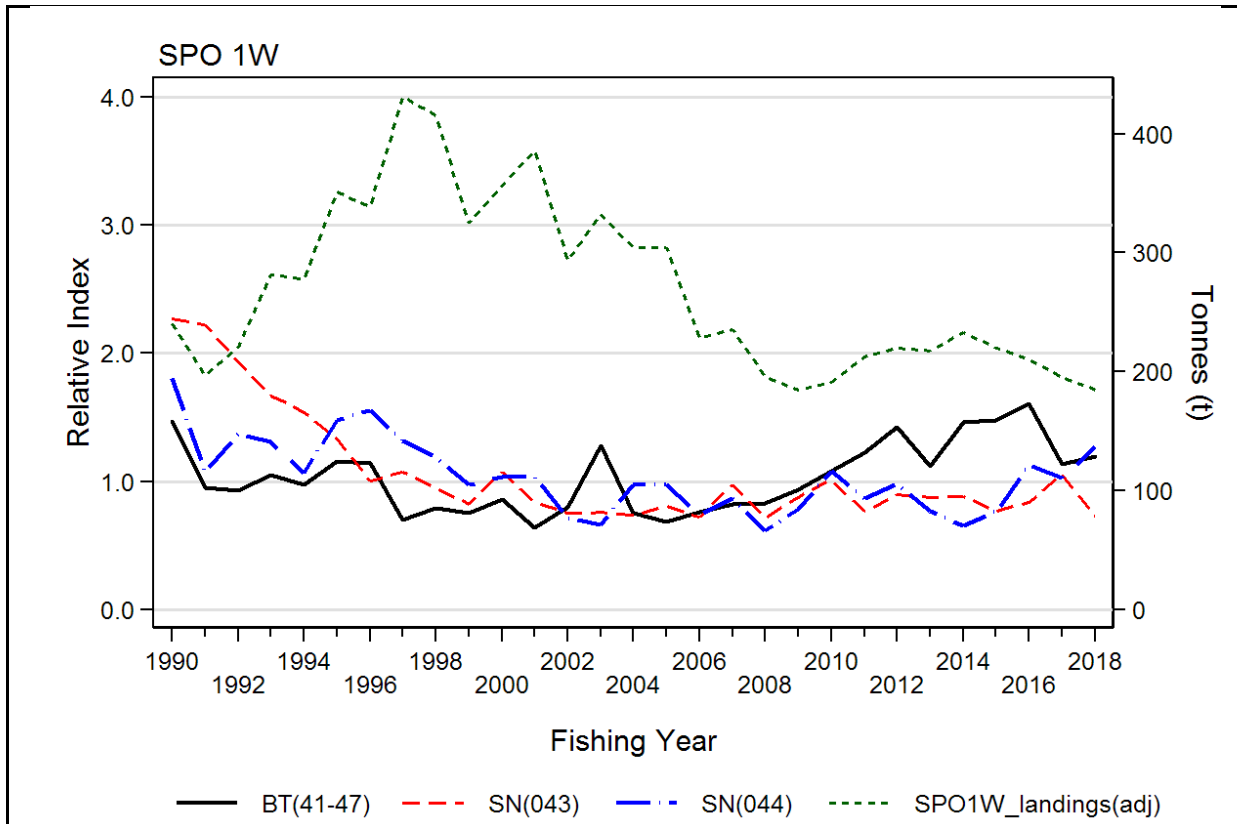 SPO 1W
4.0
3.0
2.0
1.0
0.0
Relative Index
400
300
200
100
0
Tonnes (t)
1990 1994 1998 2002 2006 2010 2014 2018
1992 1996 2000 2004 2008 2012 2016
Fishing Year
BT(41-47) SN(043) SN(044) SPO1W_landings(adj)